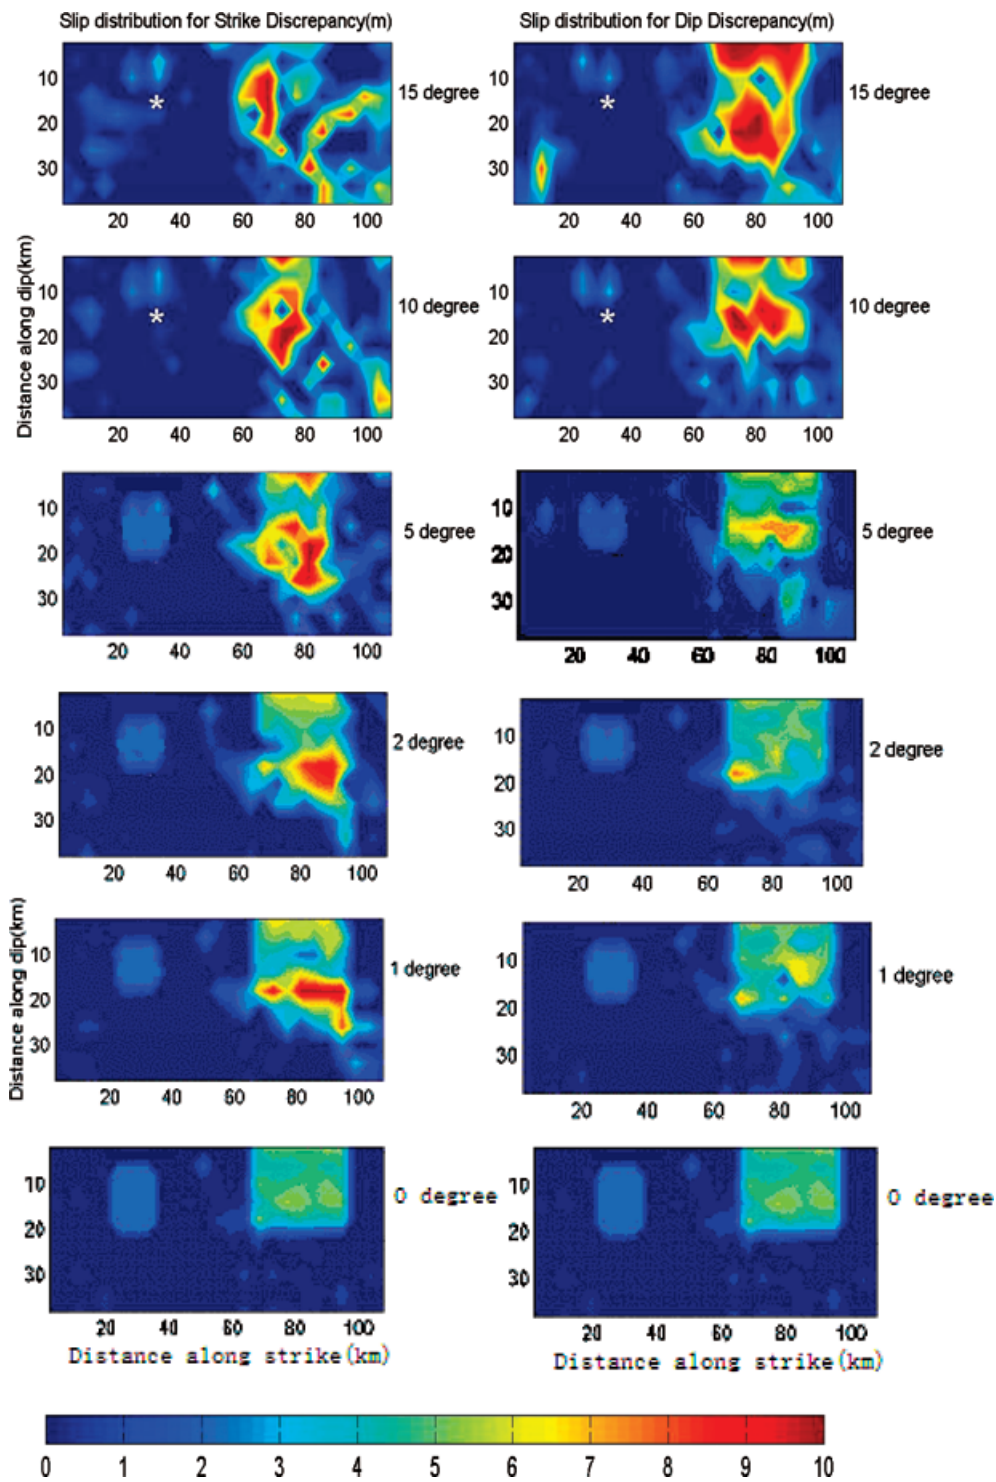 Slip distribution for Strike Discrepancy(m) Slip distribution for Dip Discrepancy(m)
10
20
30
15 degree
20 40 60 80 100
10
20
30
15 degree
20 40 60 80 100
Distance along dip(km)
10
20
30
*
10 degree
20 40 60 80 100
10
20
30
*
10 degree
20 40 60 80 100
10
20
30
5 degree
20 40 60 80 100
10
20
30
5 degree
20 40 60 80 100
10
20
30
2 degree
20 40 60 80 100
10
20
30
2 degree
20 40 60 80 100
Distance along dip(km)
10
20
30
1 degree
20 40 60 80 100
10
20
30
1 degree
20 40 60 80 100
10
20
30
0 degree
20 40 60 80 100
Distance along strike(km)
10
20
30
0 degree
20 40 60 80 100
Distance along strike(km)
0 1 2 3 4 5 6 7 8 9 10